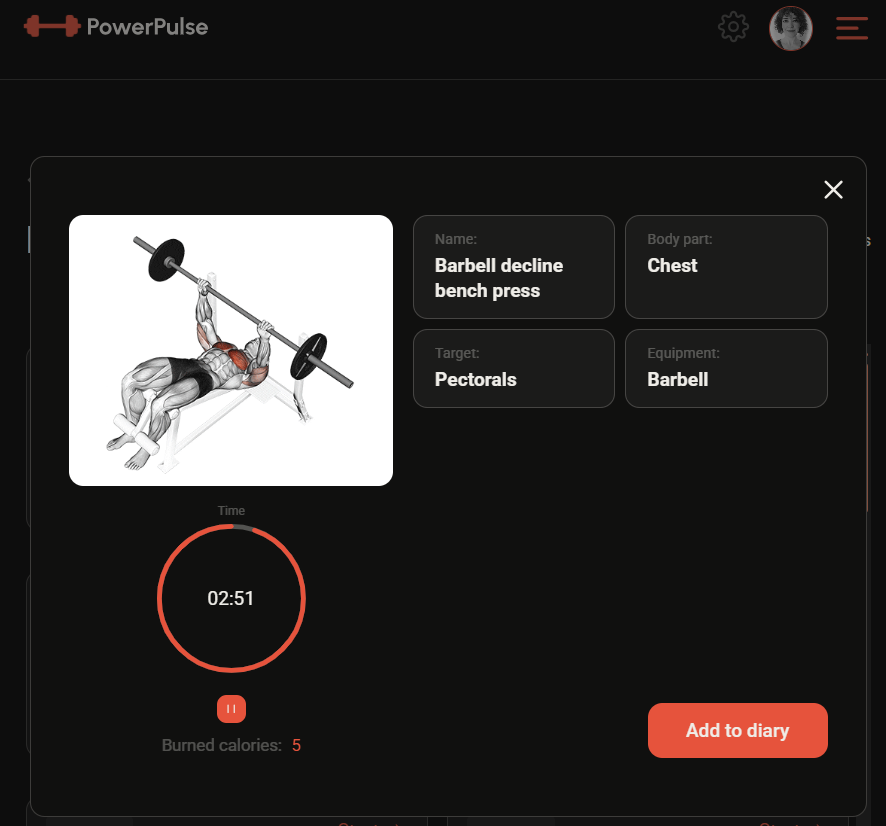 PowerPulse
Name:
Barbell decline
bench press
Body part:
Chest
Target:
Pectorals
Equipment:
Barbell
Time
02:51
Burned calories: 5
Add to diary